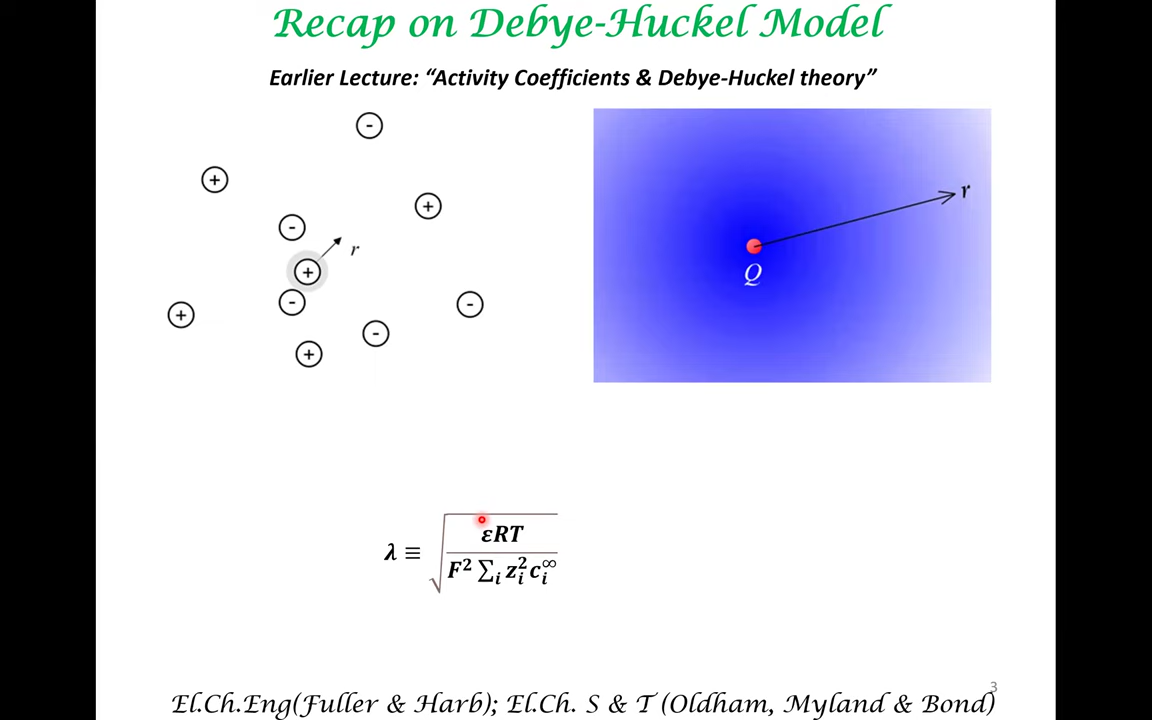 Recap on Debye-Huckel Model
Earlier Lecture: “Activity Coefficients & Debye-Huckel theory”
-
+
+
-
r
+
-
+
-
-
+
r
Q
λ ≡ √(εRT / F² ∑ᵢ zᵢ² cᵢ^∞)
3
El.Ch.Eng(Fuller & Harb); El.Ch. S & T (Oldham, Myland & Bond)